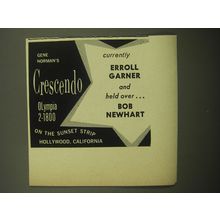 GENE
NORMAN'S
Crescendo
OLympia
2-1800
ON THE SUNSET STRIP
HOLLYWOOD, CALIFORNIA
currently
ERROLL
GARNER
and
held over...
BOB
NEWHART